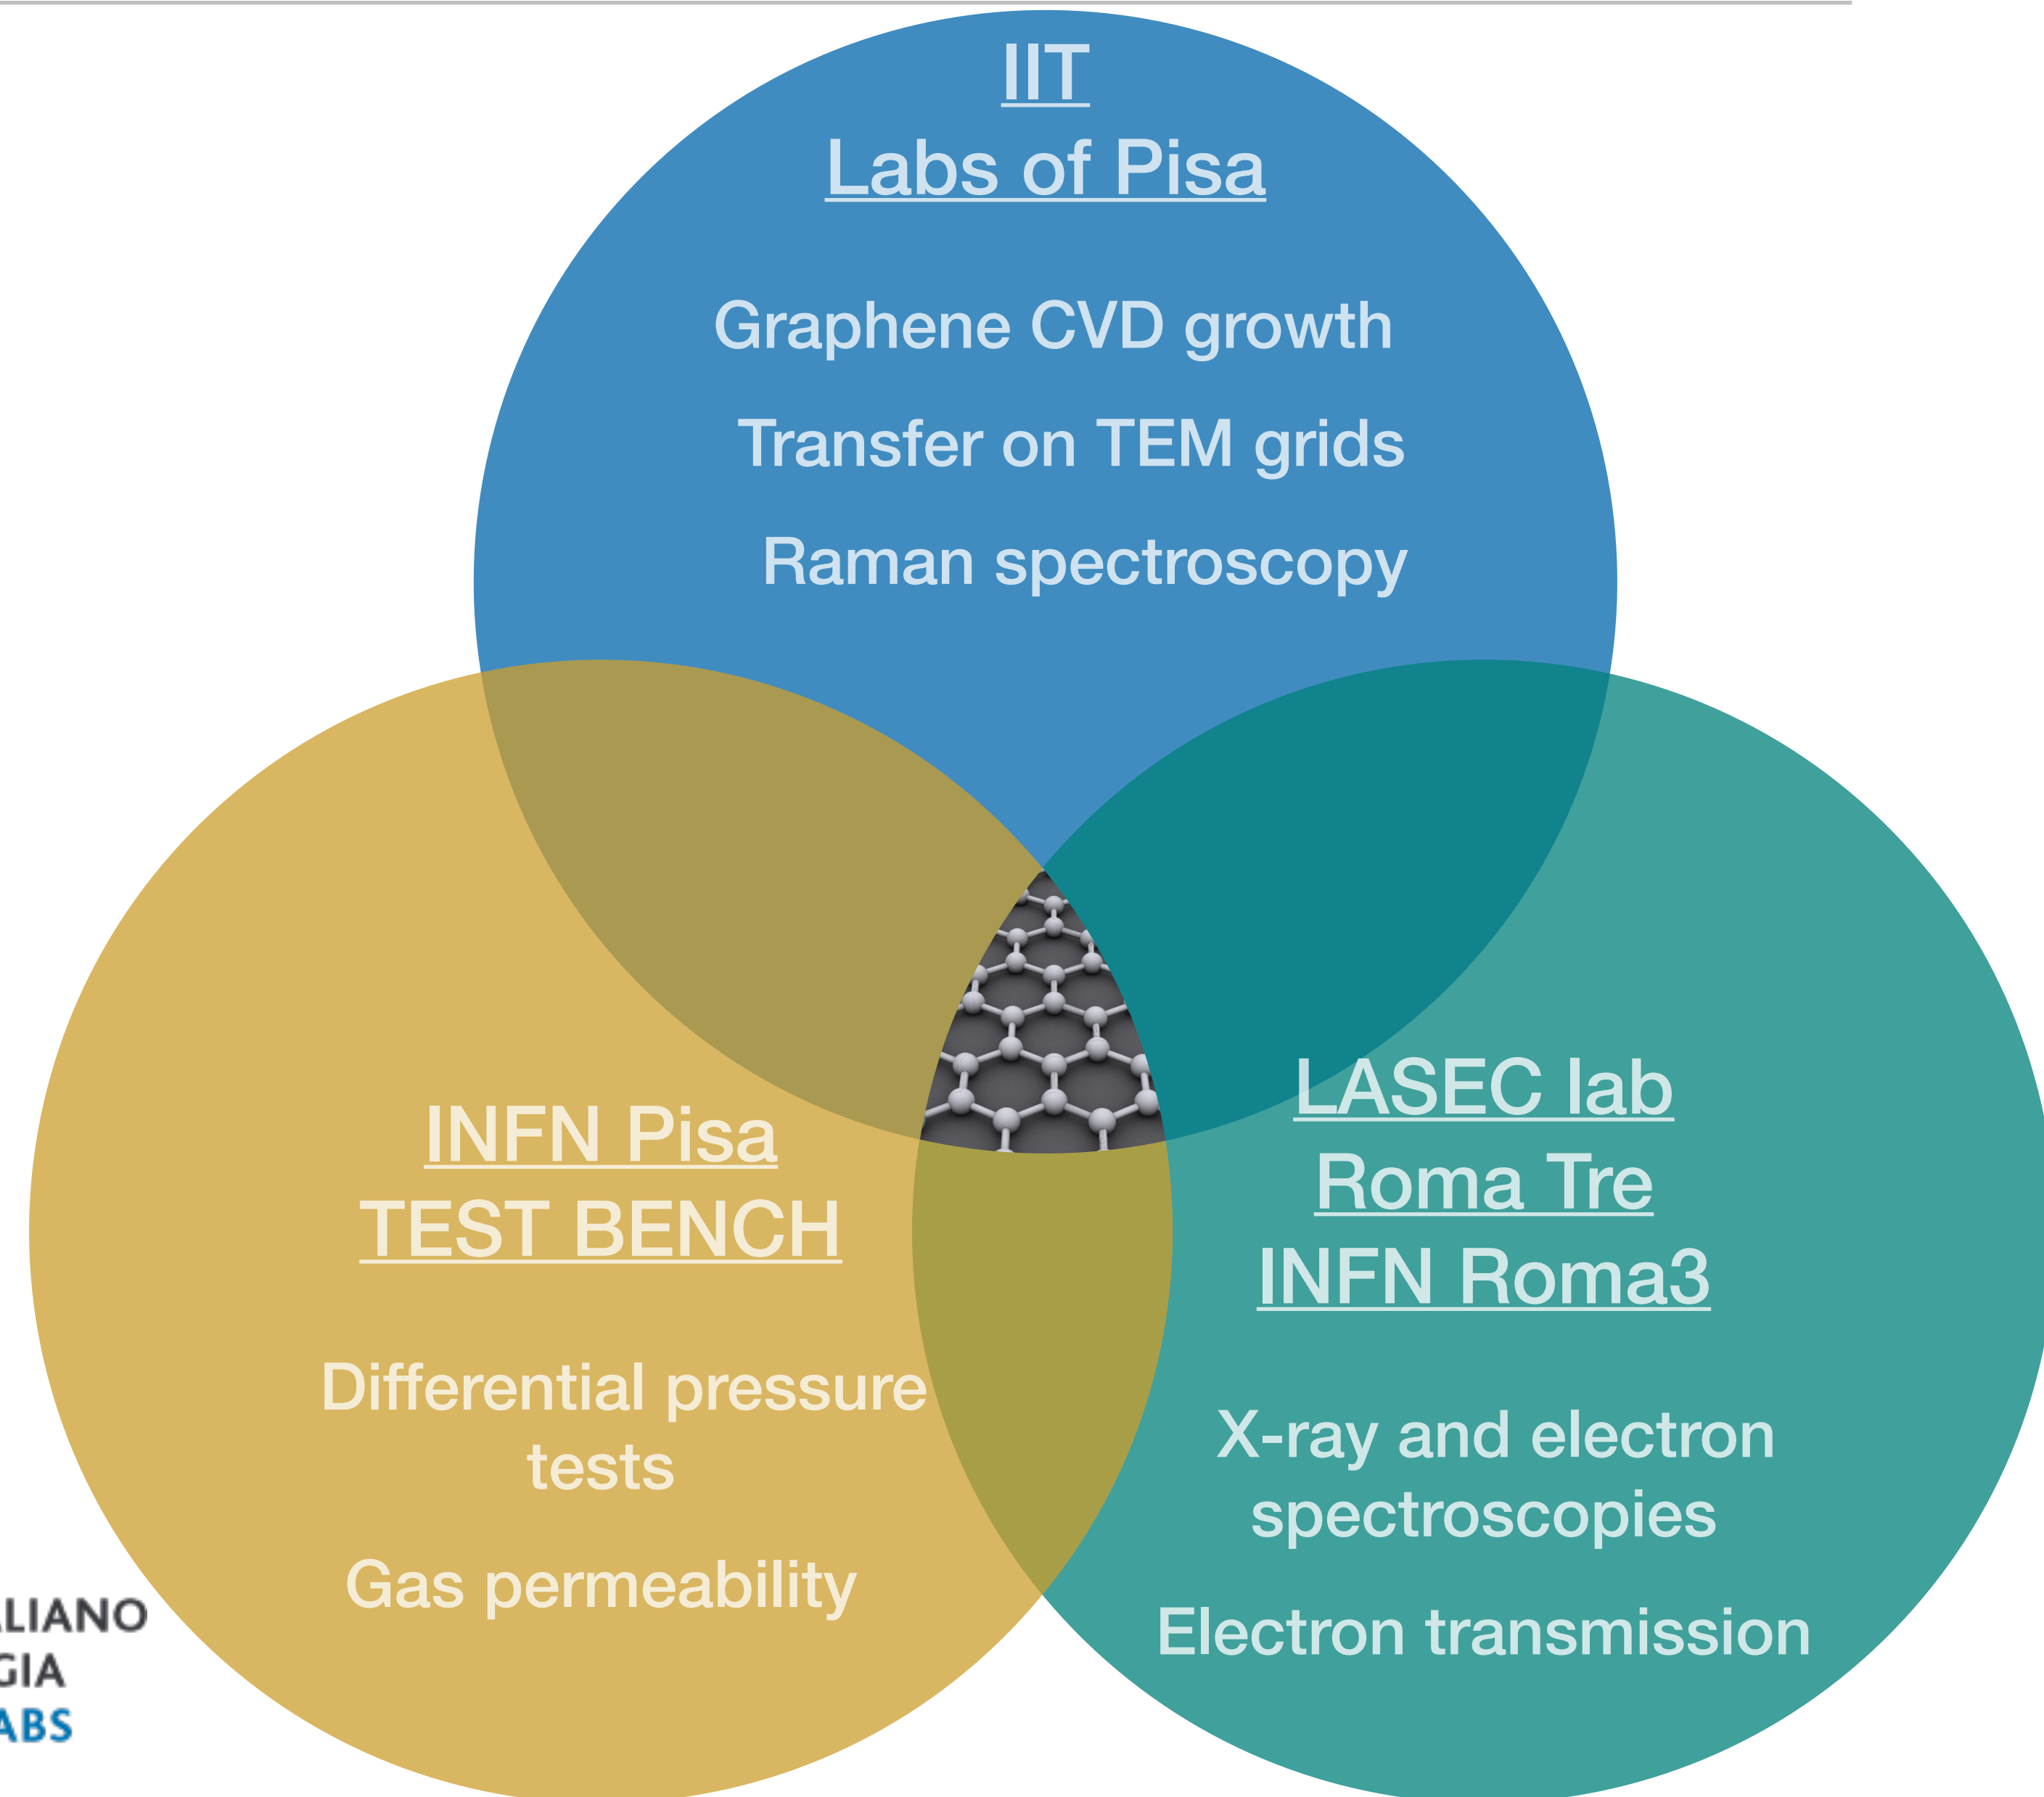 IIT
Labs of Pisa
Graphene CVD growth
Transfer on TEM grids
Raman spectroscopy
INFN Pisa
TEST BENCH
Differential pressure
tests
Gas permeability
LASEC lab
Roma Tre
INFN Roma3
X-ray and electron
spectroscopies
Electron transmission
LIANO
GIA
ABS